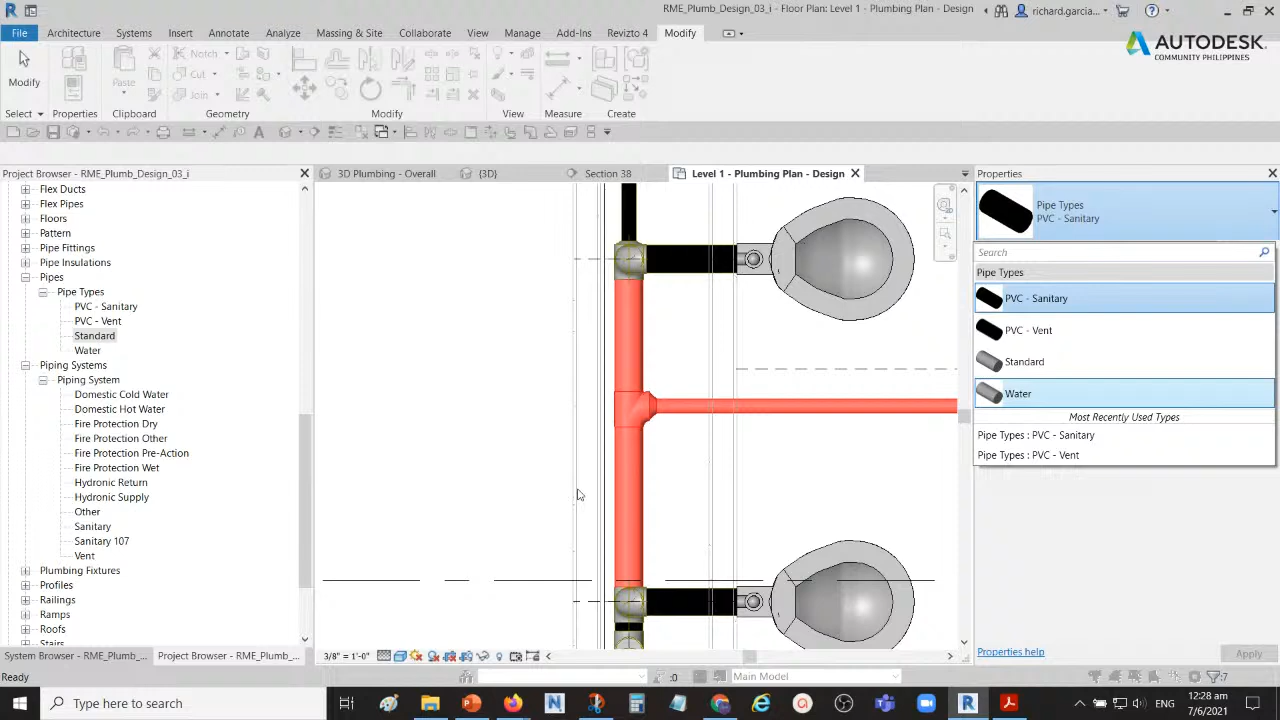 RME_Plumb_Design_03_i - Floor Plan: Level 1 - Plumbing Plan - Design
richard.garcia...
File
Architecture
Systems
Insert
Annotate
Analyze
Massing & Site
Collaborate
View
Manage
Add-Ins
Revizto 4
Modify
AUTODESK
COMMUNITY PHILIPPINES
Modify
Paste
Notch
Cut
Join
Select
Properties
Clipboard
Geometry
Modify
View
Measure
Create
Project Browser - RME_Plumb_Design_03_i
3D Plumbing - Overall
{3D}
Section 38
Level 1 - Plumbing Plan - Design
Properties
Flex Ducts
Flex Pipes
Floors
Pattern
Pipe Fittings
Pipe Insulations
Pipes
Pipe Types
PVC - Sanitary
PVC - Vent
Standard
Water
Piping Systems
Piping System
Domestic Cold Water
Domestic Hot Water
Fire Protection Dry
Fire Protection Other
Fire Protection Pre-Action
Fire Protection Wet
Hydronic Return
Hydronic Supply
Other
Sanitary
Sanitary 107
Vent
Plumbing Fixtures
Profiles
Railings
Ramps
Roofs
Stairs
Pipe Types
PVC - Sanitary
Search
Pipe Types
PVC - Sanitary
PVC - Vent
Standard
Water
Most Recently Used Types
Pipe Types : PVC - Sanitary
Pipe Types : PVC - Vent
Properties help
Apply
System Browser - RME_Plumb_...
Project Browser - RME_Plumb_...
3/8" = 1'-0"
Ready
:0
Main Model
:7
Type here to search
ENG
12:28 am
7/6/2021